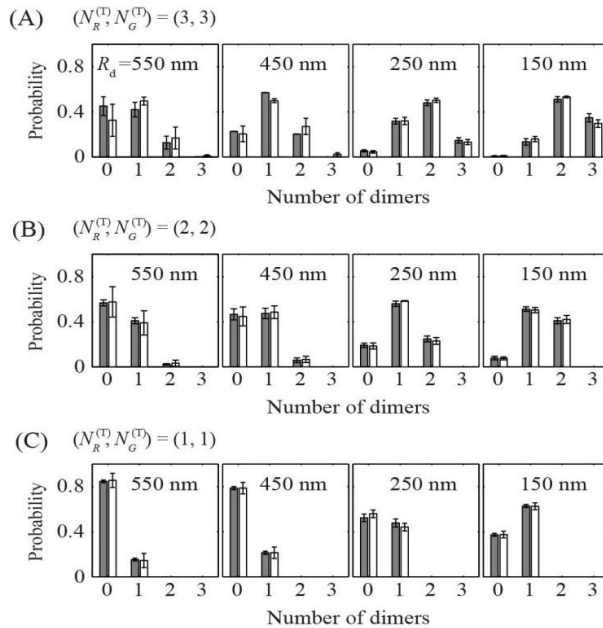 (A) (N_R^(T), N_G^(T)) = (3, 3)
Probability
0.8
0.4
0
R_d = 550 nm 450 nm 250 nm 150 nm
0 1 2 3 0 1 2 3 0 1 2 3 0 1 2 3
Number of dimers
(B) (N_R^(T), N_G^(T)) = (2, 2)
Probability
0.8
0.4
0
550 nm 450 nm 250 nm 150 nm
0 1 2 3 0 1 2 3 0 1 2 3 0 1 2 3
Number of dimers Number of dimers
(C) (N_R^(T), N_G^(T)) = (1, 1)
Probability
0.8
0.4
0
550 nm 450 nm 250 nm 150 nm
0 1 2 3 0 1 2 3 0 1 2 3 0 1 2 3
Number of dimers